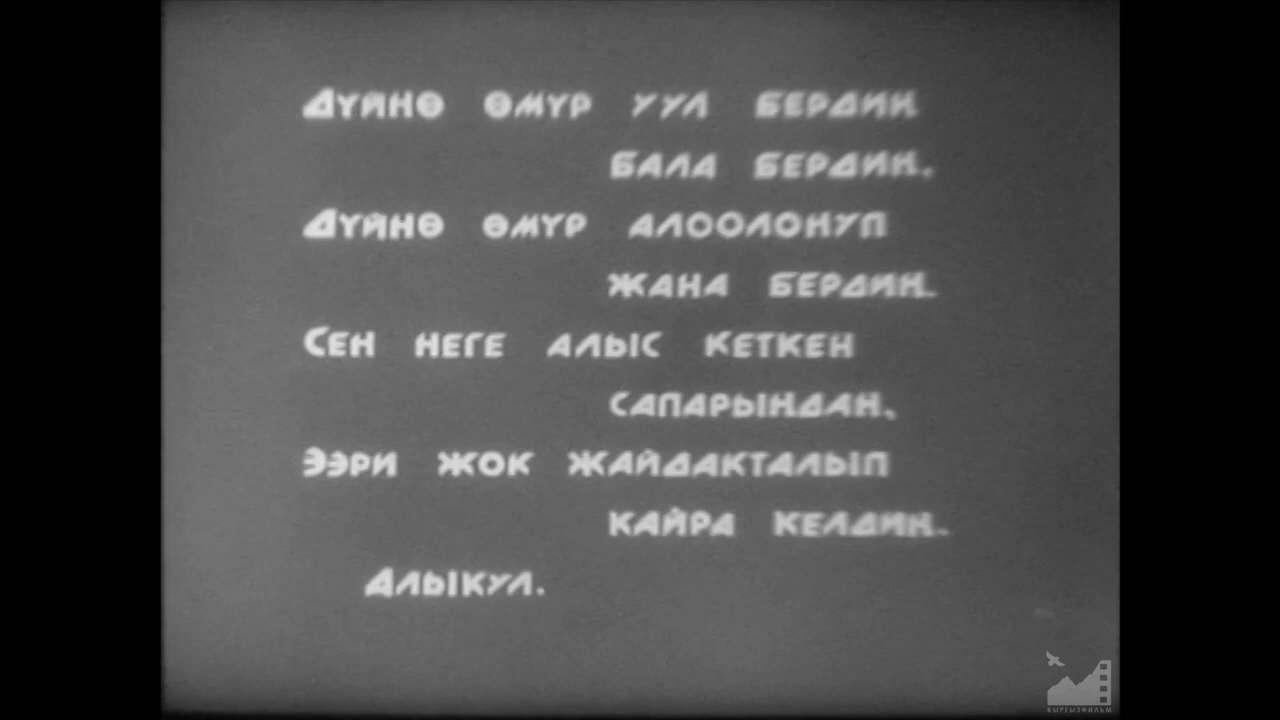 Дүйнө өмүр уул бердиң
бала бердиң.
Дүйнө өмүр алоолонуп
жана бердиң.
Сен неге алыс кеткен
сапарыңдан,
Ээри жок жайдакталып
кайра келдиң.
Алыкул.
КЫРГЫЗФИЛЬМ